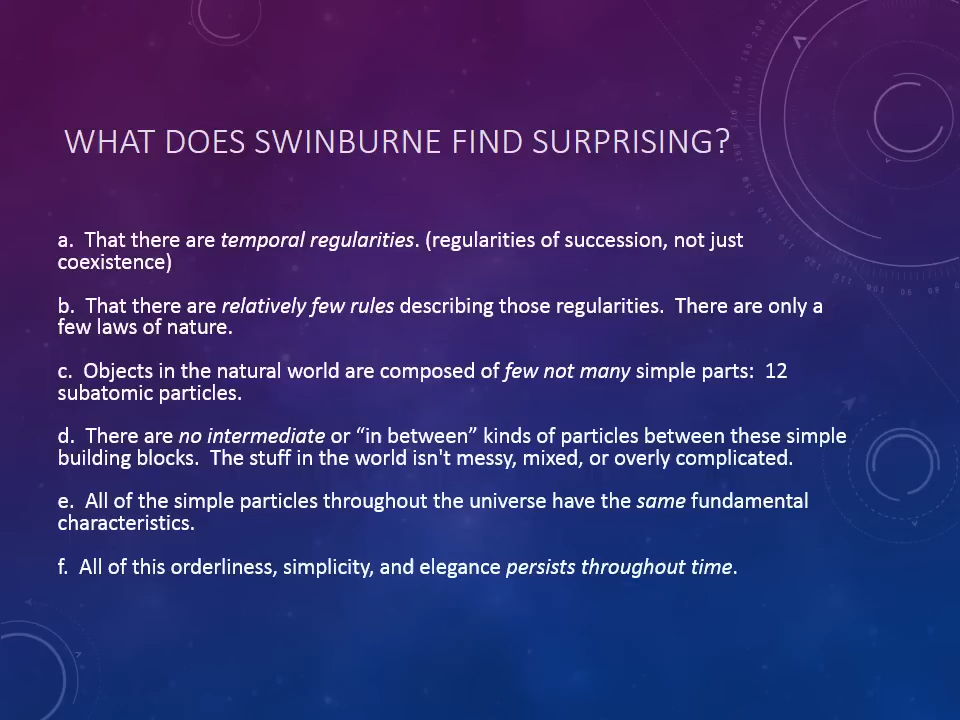 WHAT DOES SWINBURNE FIND SURPRISING?
a.  That there are temporal regularities. (regularities of succession, not just
coexistence)
b.  That there are relatively few rules describing those regularities.  There are only a
few laws of nature.
c.  Objects in the natural world are composed of few not many simple parts:  12
subatomic particles.
d.  There are no intermediate or “in between” kinds of particles between these simple
building blocks.  The stuff in the world isn't messy, mixed, or overly complicated.
e.  All of the simple particles throughout the universe have the same fundamental
characteristics.
f.  All of this orderliness, simplicity, and elegance persists throughout time.